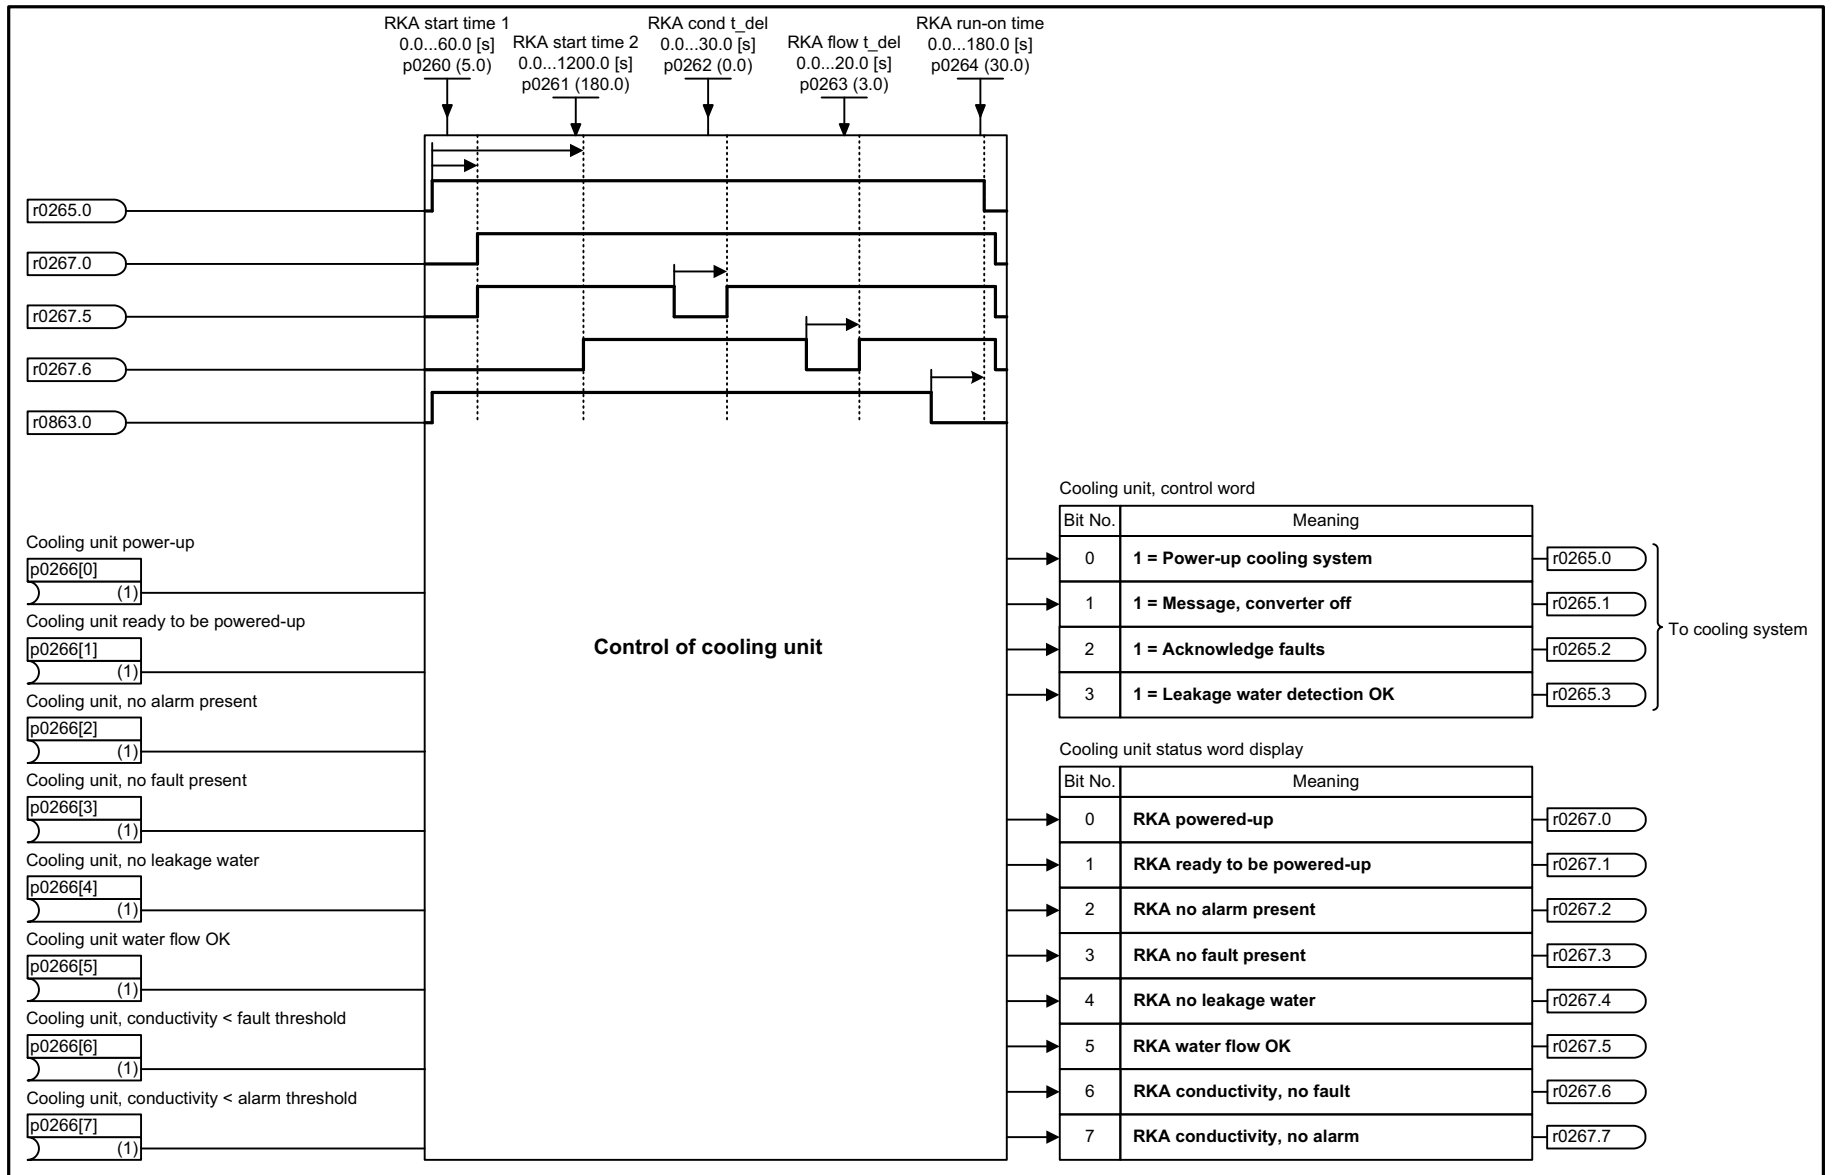 RKA start time 1
0.0...60.0 [s]
p0260 (5.0)
RKA start time 2
0.0...1200.0 [s]
p0261 (180.0)
RKA cond t_del
0.0...30.0 [s]
p0262 (0.0)
RKA flow t_del
0.0...20.0 [s]
p0263 (3.0)
RKA run-on time
0.0...180.0 [s]
p0264 (30.0)
r0265.0
r0267.0
r0267.5
r0267.6
r0863.0
Cooling unit power-up
p0266[0]
(1)
Cooling unit ready to be powered-up
p0266[1]
(1)
Cooling unit, no alarm present
p0266[2]
(1)
Cooling unit, no fault present
p0266[3]
(1)
Cooling unit, no leakage water
p0266[4]
(1)
Cooling unit water flow OK
p0266[5]
(1)
Cooling unit, conductivity < fault threshold
p0266[6]
(1)
Cooling unit, conductivity < alarm threshold
p0266[7]
(1)
Control of cooling unit
Cooling unit, control word
Bit No. Meaning
0 1 = Power-up cooling system r0265.0
1 1 = Message, converter off r0265.1
2 1 = Acknowledge faults r0265.2
3 1 = Leakage water detection OK r0265.3
To cooling system
Cooling unit status word display
Bit No. Meaning
0 RKA powered-up r0267.0
1 RKA ready to be powered-up r0267.1
2 RKA no alarm present r0267.2
3 RKA no fault present r0267.3
4 RKA no leakage water r0267.4
5 RKA water flow OK r0267.5
6 RKA conductivity, no fault r0267.6
7 RKA conductivity, no alarm r0267.7